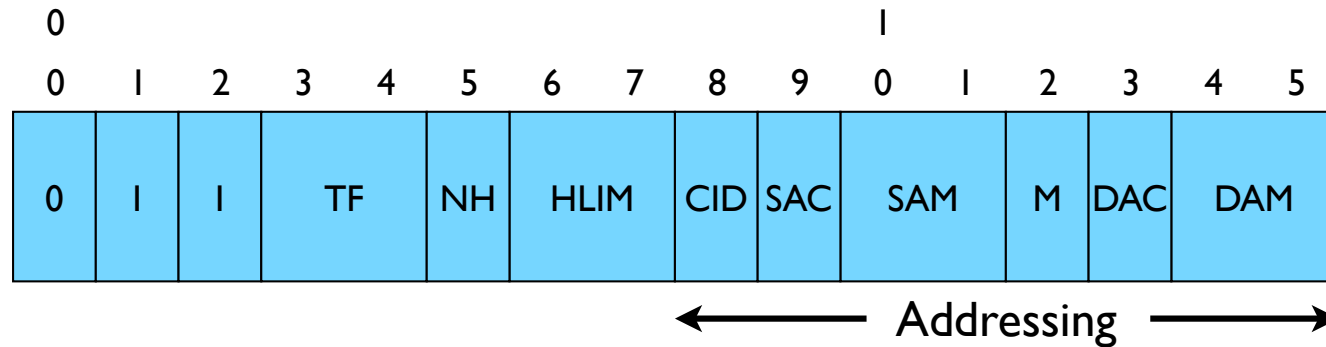 0 1
0 1 2 3 4 5 6 7 8 9 0 1 2 3 4 5
0 1 1 TF NH HLIM CID SAC SAM M DAC DAM
Addressing